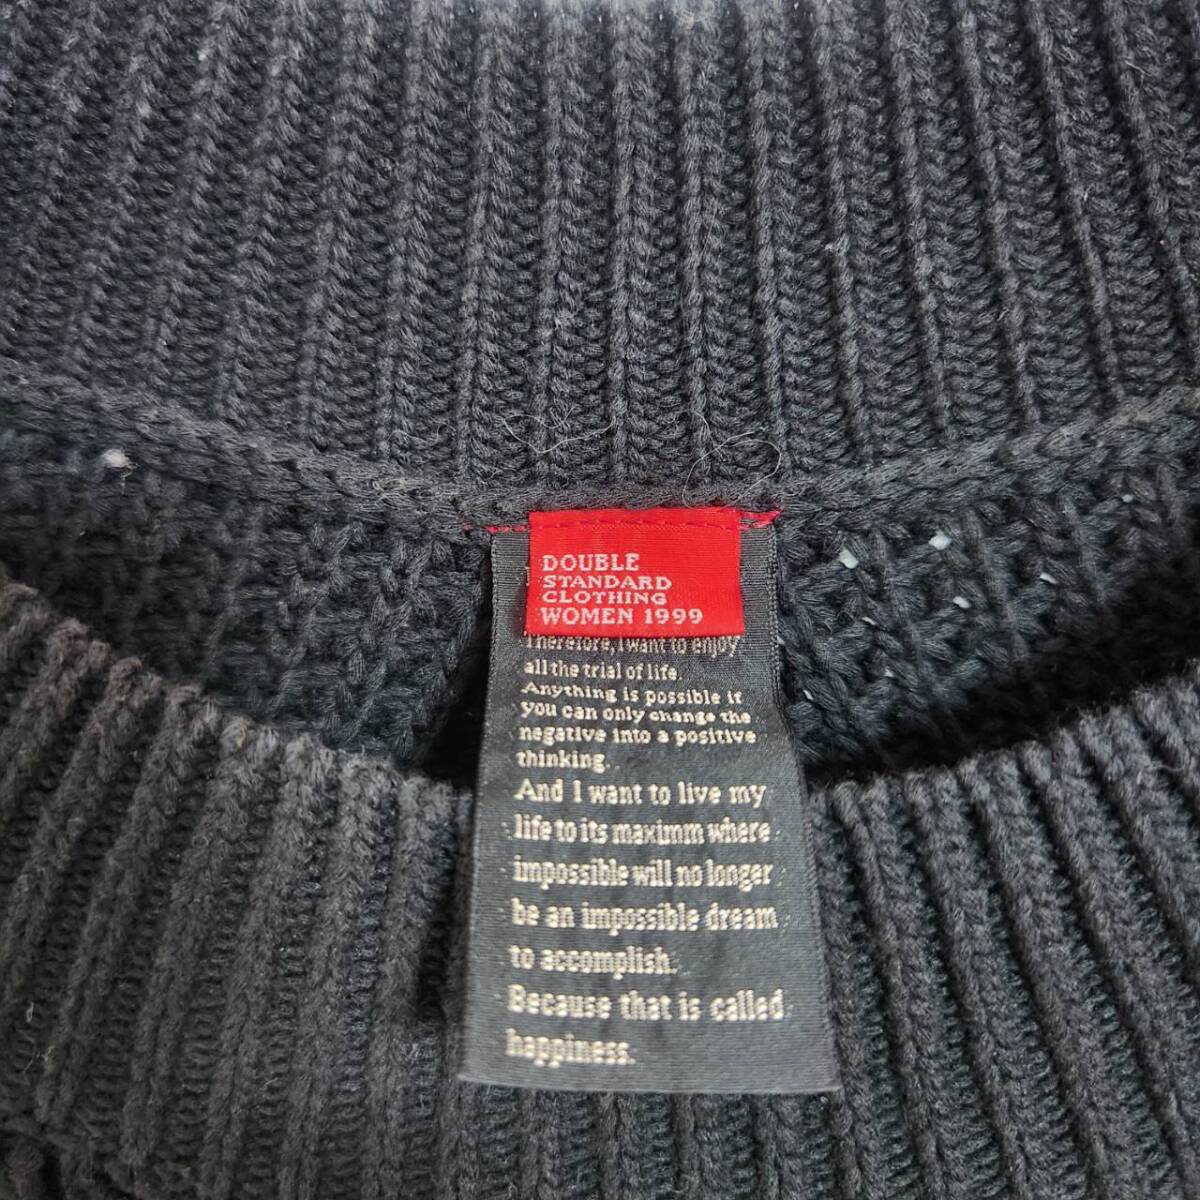 DOUBLE
STANDARD
CLOTHING
WOMEN 1999
Therefore, I want to enjoy
all the trial of life.
Anything is possible if
you can only change the
negative into a positive
thinking.
And I want to live my
life to its maximm where
impossible will no longer
be an impossible dream
to accomplish.
Because that is called
happiness.